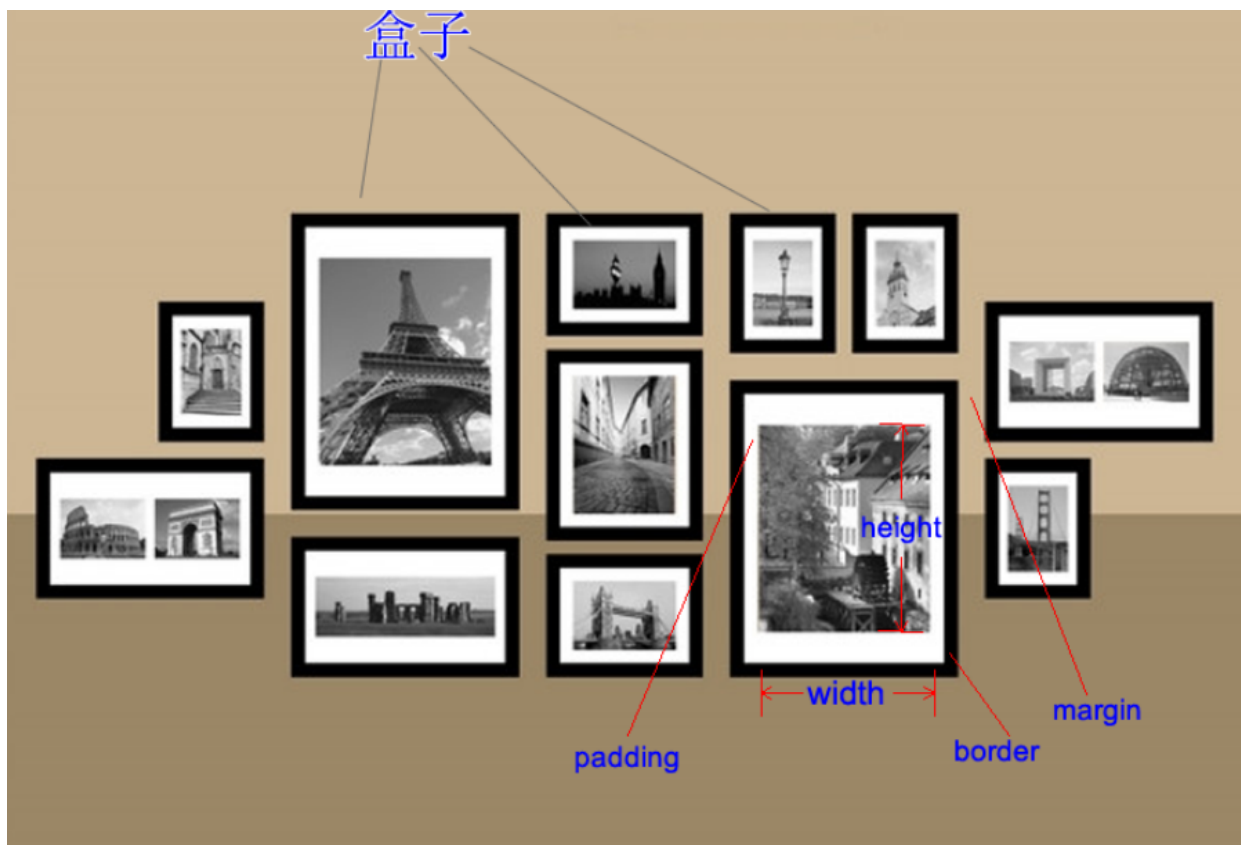 盒子
height
width
margin
border
padding